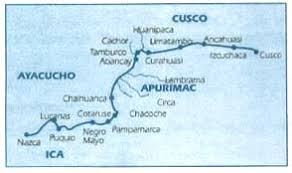 CUSCO
Huanipaca
Cachor
Limatambo
Ancahuasi
Tamburco
Abancay
Curahuasi
Izcuchaca
Cusco
AYACUCHO
Lambrama
APURIMAC
Circa
Chalhuanca
Lucanas
Cotaruse
Chacoche
Nazca
Puquio
Negro
Mayo
Pampamarca
ICA